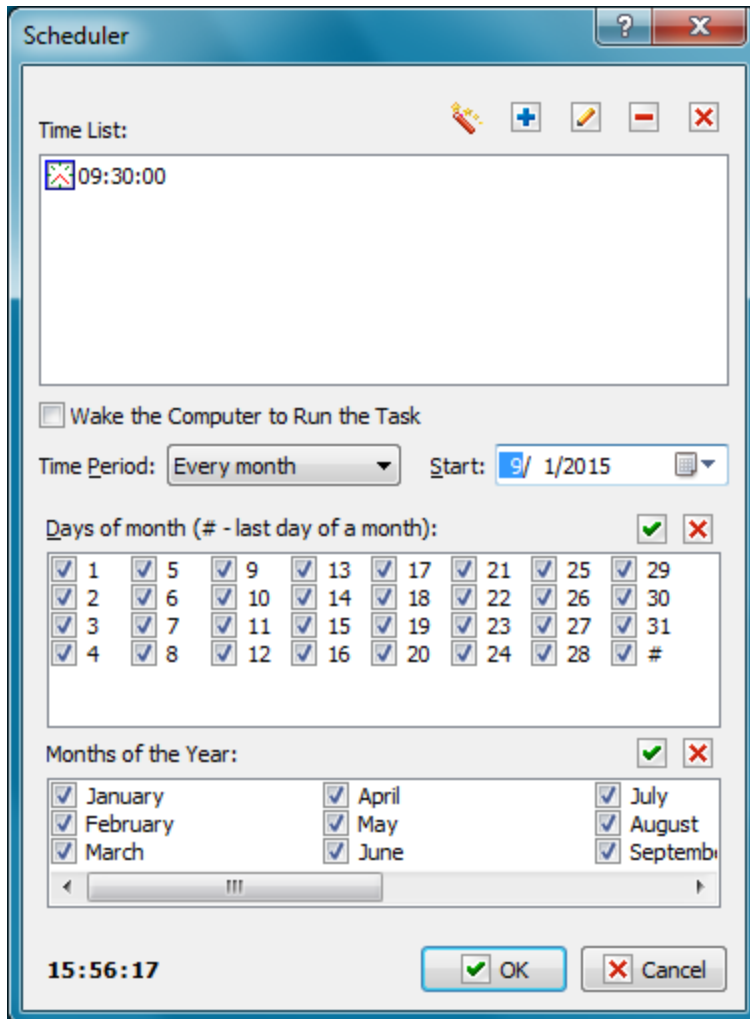 Scheduler
?
Time List:
09:30:00
Wake the Computer to Run the Task
Time Period: Every month Start: 9/ 1/2015
Days of month (# - last day of a month):
1 5 9 13 17 21 25 29
2 6 10 14 18 22 26 30
3 7 11 15 19 23 27 31
4 8 12 16 20 24 28 #
Months of the Year:
January April July
February May August
March June Septemb
15:56:17 OK Cancel